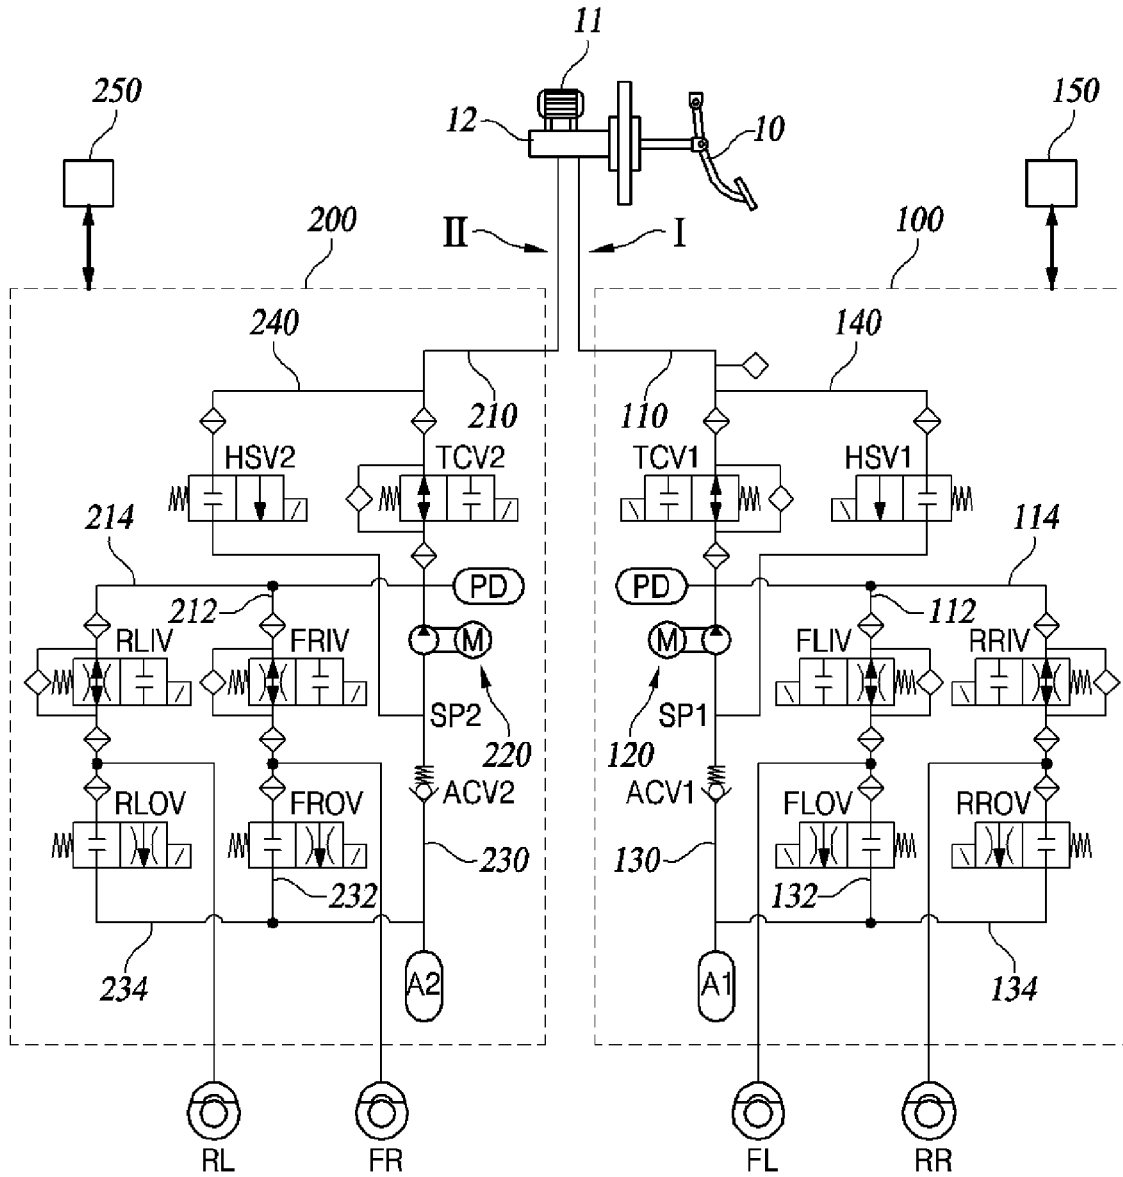 11
250
12
10
150
II
I
200
100
240
140
210
110
HSV2
TCV2
TCV1
HSV1
214
114
PD
PD
212
112
RLIV
FRIV
M
M
FLIV
RRIV
SP2
SP1
220
120
RLOV
FROV
ACV2
ACV1
FLOV
RROV
230
130
232
132
234
A2
A1
134
RL
FR
FL
RR